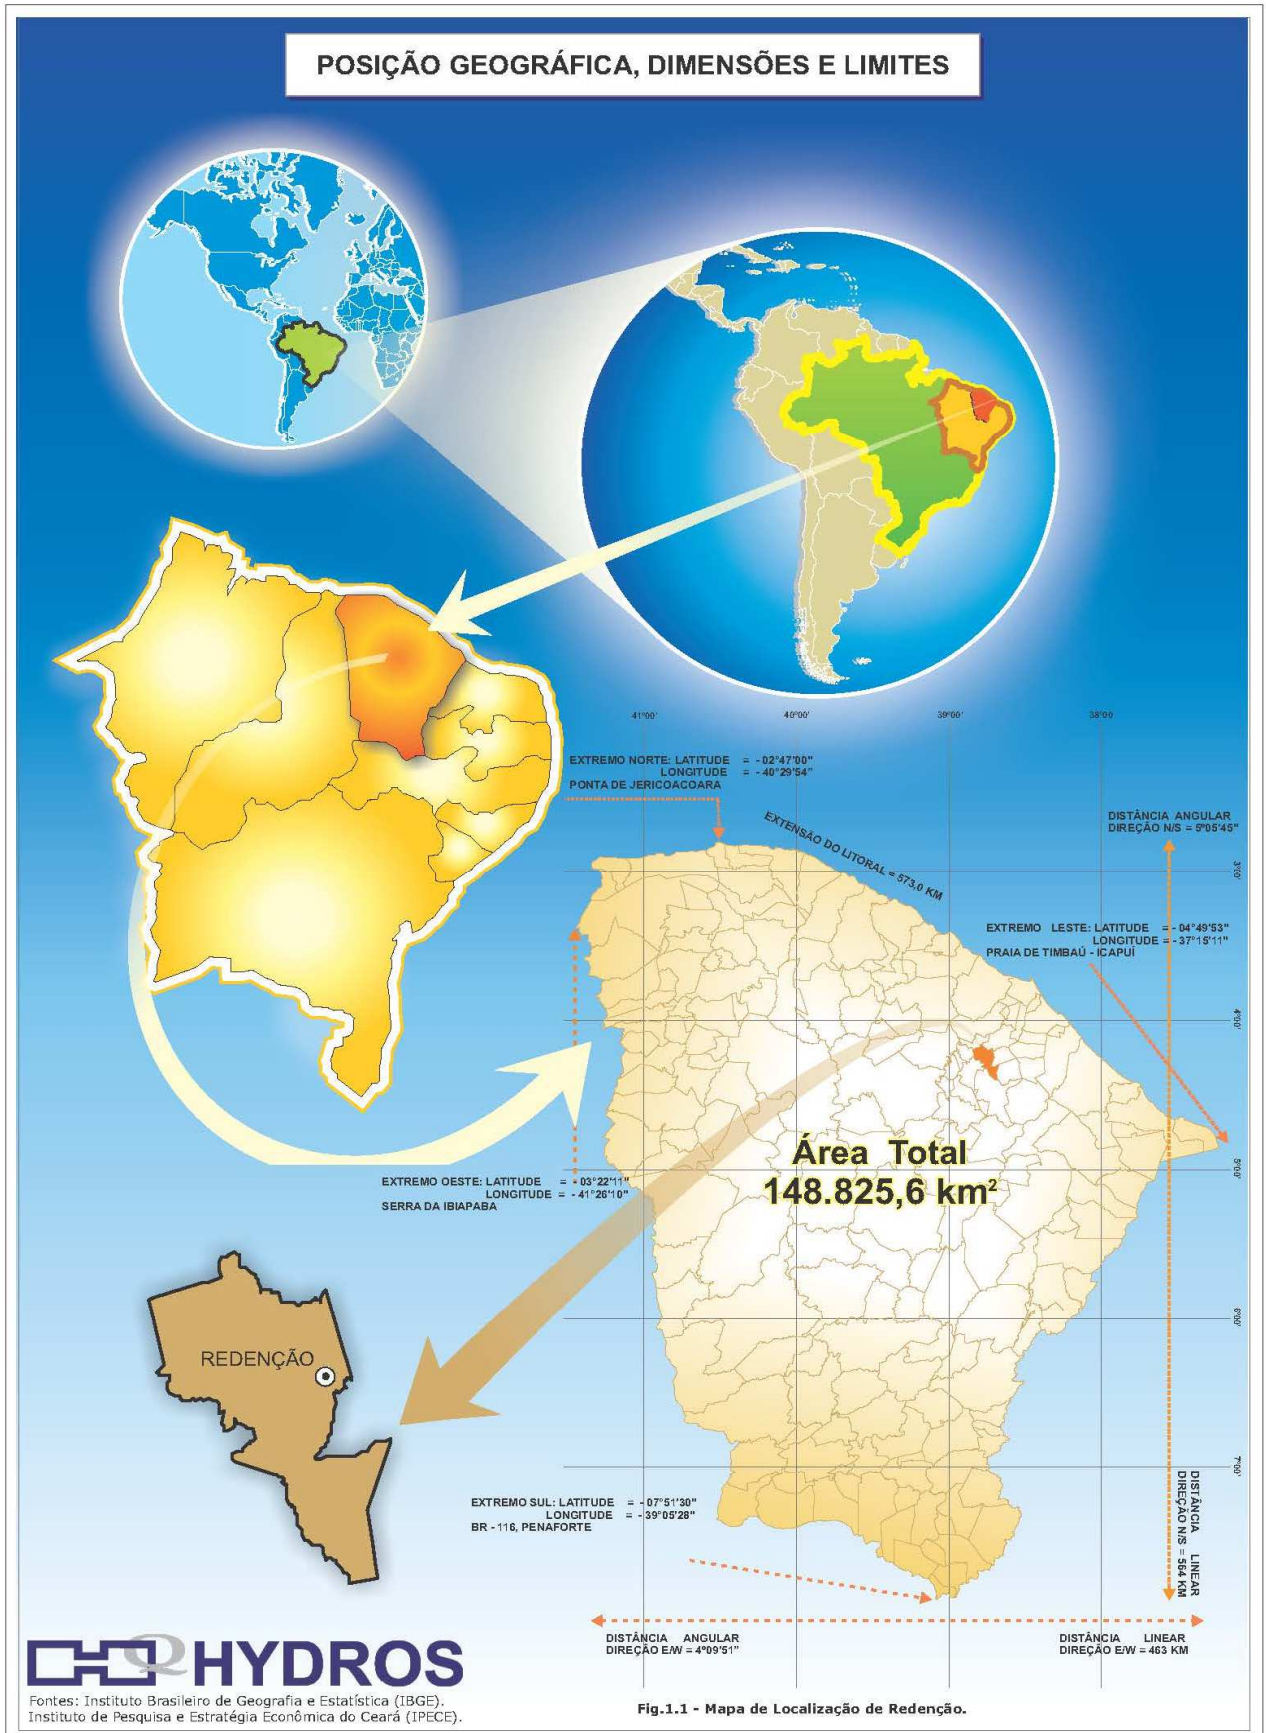 POSIÇÃO GEOGRÁFICA, DIMENSÕES E LIMITES
41°00'
40°00'
39°00'
38°00'
EXTREMO NORTE: LATITUDE = - 02°47'00"
LONGITUDE = - 40°29'54"
PONTA DE JERICOACOARA
EXTENSÃO DO LITORAL = 573,0 KM
DISTÂNCIA ANGULAR
DIREÇÃO N/S = 5º05'45"
3°00'
EXTREMO LESTE: LATITUDE = - 04°49'53"
LONGITUDE = - 37°15'11"
PRAIA DE TIMBAÚ - ICAPUÍ
4°00'
Área Total
148.825,6 km²
5°00'
EXTREMO OESTE: LATITUDE = - 03°22'11"
LONGITUDE = - 41°26'10"
SERRA DA IBIAPABA
6°00'
REDENÇÃO
7°00'
EXTREMO SUL: LATITUDE = - 07°51'30"
LONGITUDE = - 39°05'28"
BR - 116, PENAFORTE
DISTÂNCIA LINEAR
DIREÇÃO N/S = 564 KM
DISTÂNCIA ANGULAR
DIREÇÃO E/W = 4º09'51"
DISTÂNCIA LINEAR
DIREÇÃO E/W = 463 KM
HYDROS
Fontes: Instituto Brasileiro de Geografia e Estatística (IBGE).
Instituto de Pesquisa e Estratégia Econômica do Ceará (IPECE).
Fig.1.1 - Mapa de Localização de Redenção.